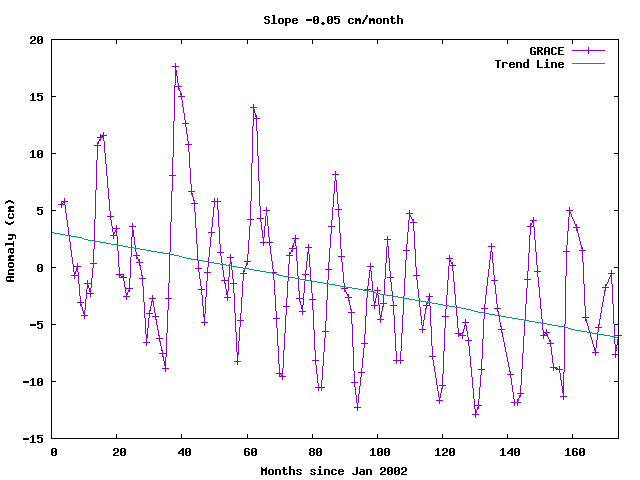 Slope -0.05 cm/month
GRACE
Trend Line
Anomaly (cm)
20
15
10
5
0
-5
-10
-15
0 20 40 60 80 100 120 140 160
Months since Jan 2002